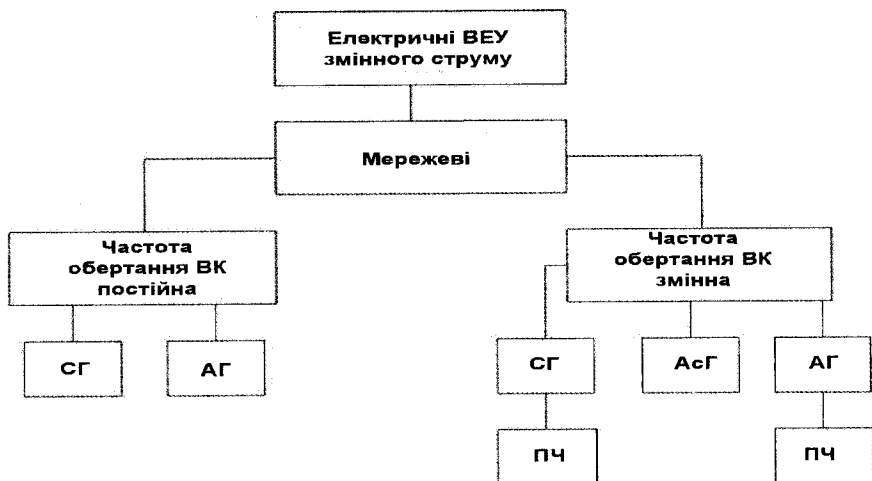 Електричні ВЕУ
змінного струму
Мережеві
Частота
обертання ВК
постійна
Частота
обертання ВК
змінна
СГ
АГ
СГ
АсГ
АГ
ПЧ
ПЧ